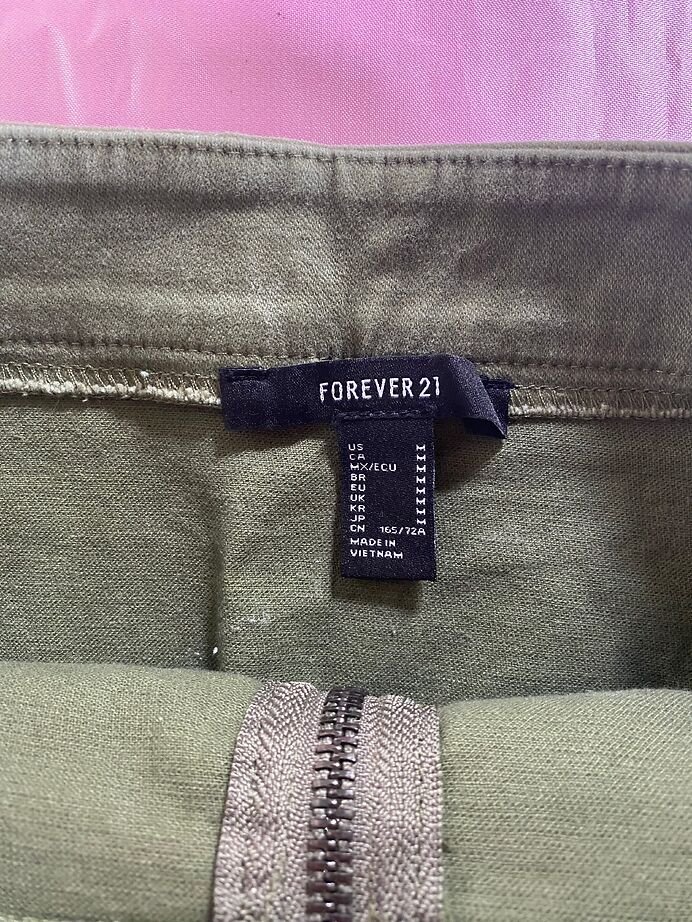 FOREVER 21
US M
CA M
MX/ECU M
BR M
EU M
UK M
KR M
JP M
CN 165/72A
MADE IN
VIETNAM